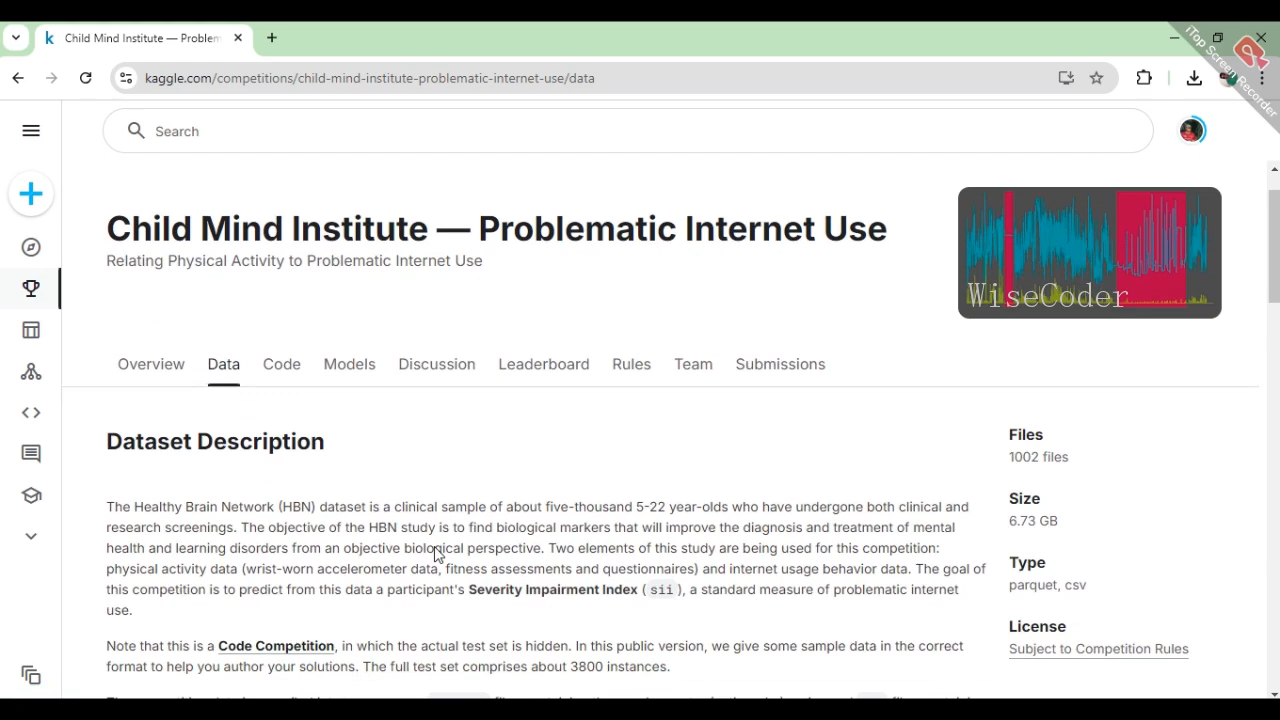 Child Mind Institute — Problem
kaggle.com/competitions/child-mind-institute-problematic-internet-use/data
iTop Screen Recorder
Search
Child Mind Institute — Problematic Internet Use
Relating Physical Activity to Problematic Internet Use
WiseCoder
Overview Data Code Models Discussion Leaderboard Rules Team Submissions
Dataset Description
The Healthy Brain Network (HBN) dataset is a clinical sample of about five-thousand 5-22 year-olds who have undergone both clinical and
research screenings. The objective of the HBN study is to find biological markers that will improve the diagnosis and treatment of mental
health and learning disorders from an objective biological perspective. Two elements of this study are being used for this competition:
physical activity data (wrist-worn accelerometer data, fitness assessments and questionnaires) and internet usage behavior data. The goal of
this competition is to predict from this data a participant's Severity Impairment Index ( sii ), a standard measure of problematic internet
use.
Note that this is a Code Competition, in which the actual test set is hidden. In this public version, we give some sample data in the correct
format to help you author your solutions. The full test set comprises about 3800 instances.
Files
1002 files
Size
6.73 GB
Type
parquet, csv
License
Subject to Competition Rules